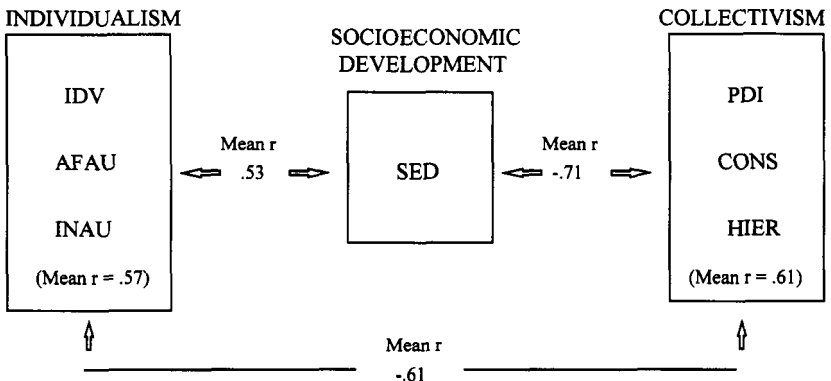 INDIVIDUALISM
IDV
AFAU
INAU
(Mean r = .57)
Mean r
.53
SOCIOECONOMIC
DEVELOPMENT
SED
Mean r
-.71
COLLECTIVISM
PDI
CONS
HIER
(Mean r = .61)
Mean r
-.61